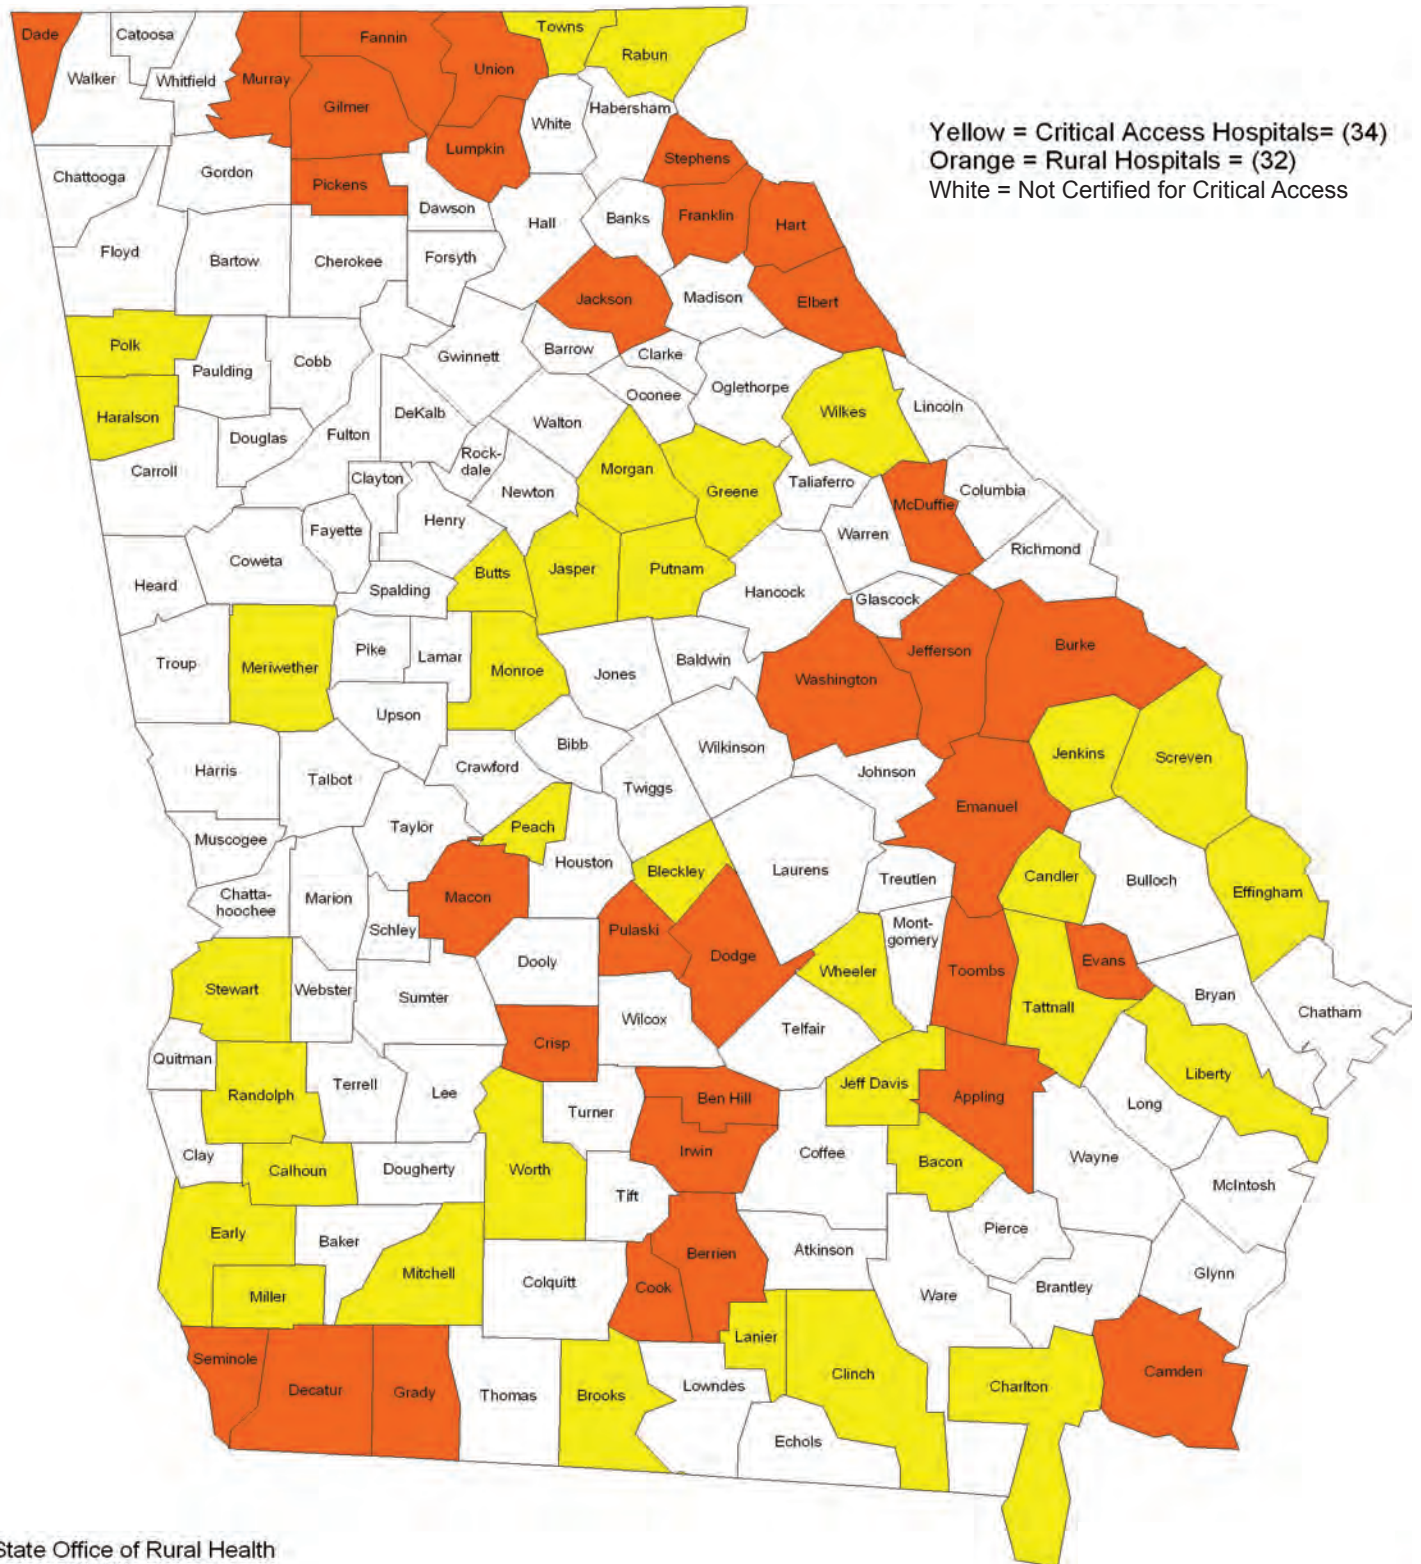 Dade
Catoosa
Fannin
Towns
Rabun
Walker
Whitfield
Murray
Union
Gilmer
White
Habersham
Yellow = Critical Access Hospitals= (34)
Orange = Rural Hospitals = (32)
White = Not Certified for Critical Access
Chattooga
Gordon
Pickens
Lumpkin
Stephens
Dawson
Hall
Banks
Franklin
Hart
Floyd
Bartow
Cherokee
Forsyth
Jackson
Madison
Elbert
Polk
Paulding
Cobb
Gwinnett
Barrow
Clarke
Oconee
Oglethorpe
Haralson
Douglas
Fulton
DeKalb
Walton
Wilkes
Lincoln
Carroll
Clayton
Rock-
dale
Newton
Morgan
Greene
Taliaferro
McDuffie
Columbia
Fayette
Henry
Warren
Richmond
Heard
Coweta
Spalding
Butts
Jasper
Putnam
Hancock
Glascock
Troup
Meriwether
Pike
Lamar
Monroe
Jones
Baldwin
Washington
Jefferson
Burke
Upson
Bibb
Wilkinson
Jenkins
Screven
Harris
Talbot
Crawford
Twiggs
Johnson
Emanuel
Muscogee
Taylor
Peach
Houston
Bleckley
Laurens
Treutlen
Candler
Bulloch
Effingham
Chatta-
hoochee
Marion
Macon
Schley
Pulaski
Dodge
Mont-
gomery
Toombs
Evans
Stewart
Webster
Sumter
Dooly
Wheeler
Tattnall
Bryan
Chatham
Wilcox
Telfair
Quitman
Crisp
Randolph
Terrell
Lee
Turner
Ben Hill
Jeff Davis
Appling
Long
Liberty
Clay
Calhoun
Dougherty
Worth
Irwin
Coffee
Bacon
Wayne
McIntosh
Tift
Early
Baker
Mitchell
Berrien
Atkinson
Pierce
Miller
Colquitt
Cook
Ware
Brantley
Glynn
Seminole
Decatur
Grady
Thomas
Brooks
Lanier
Lowndes
Clinch
Charlton
Camden
Echols
State Office of Rural Health